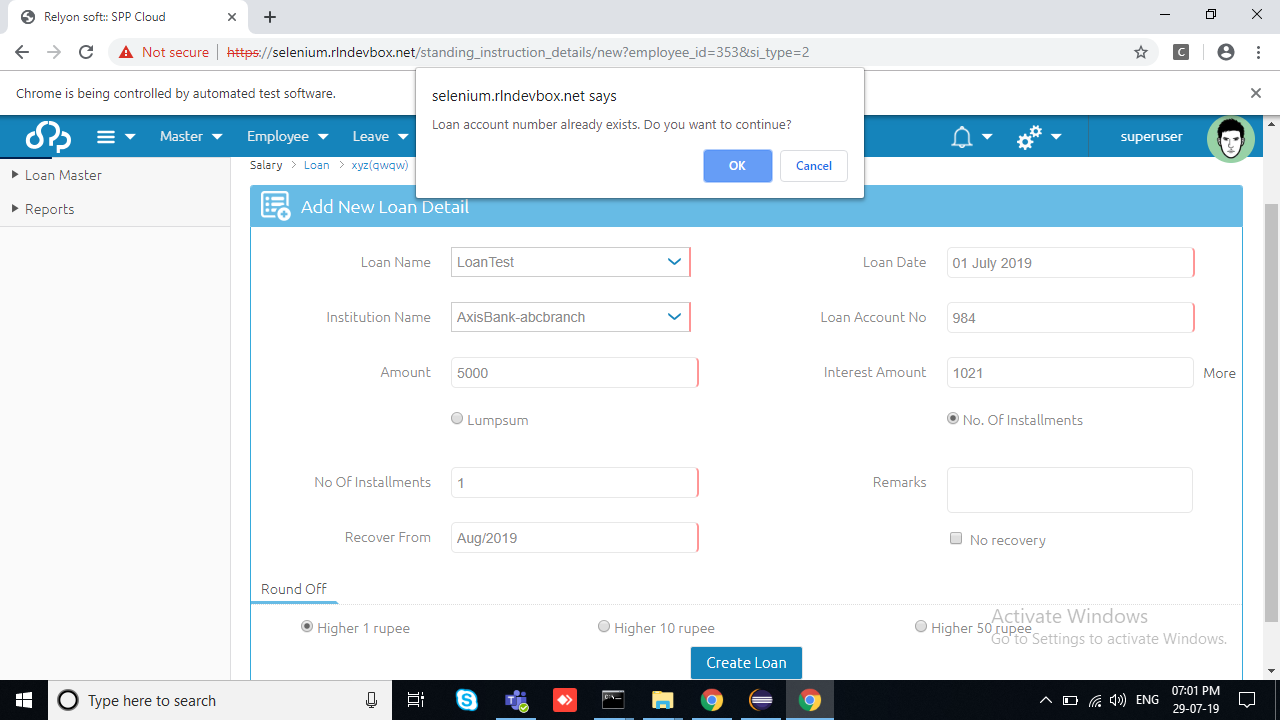 Relyon soft:: SPP Cloud
Not secure
https://selenium.rlndevbox.net/standing_instruction_details/new?employee_id=353&si_type=2
C
Chrome is being controlled by automated test software.
selenium.rlndevbox.net says
Loan account number already exists. Do you want to continue?
OK Cancel
Master Employee Leave superuser
Salary Loan xyz(qwqw)
Loan Master
Reports
Add New Loan Detail
Loan Name LoanTest Loan Date 01 July 2019
Institution Name AxisBank-abcbranch Loan Account No 984
Amount 5000 Interest Amount 1021 More
Lumpsum No. Of Installments
No Of Installments 1 Remarks
Recover From Aug/2019 No recovery
Round Off
Higher 1 rupee Higher 10 rupee Higher 50 rupee
Activate Windows
Go to Settings to activate Windows.
Create Loan
Type here to search
ENG
07:01 PM
29-07-19